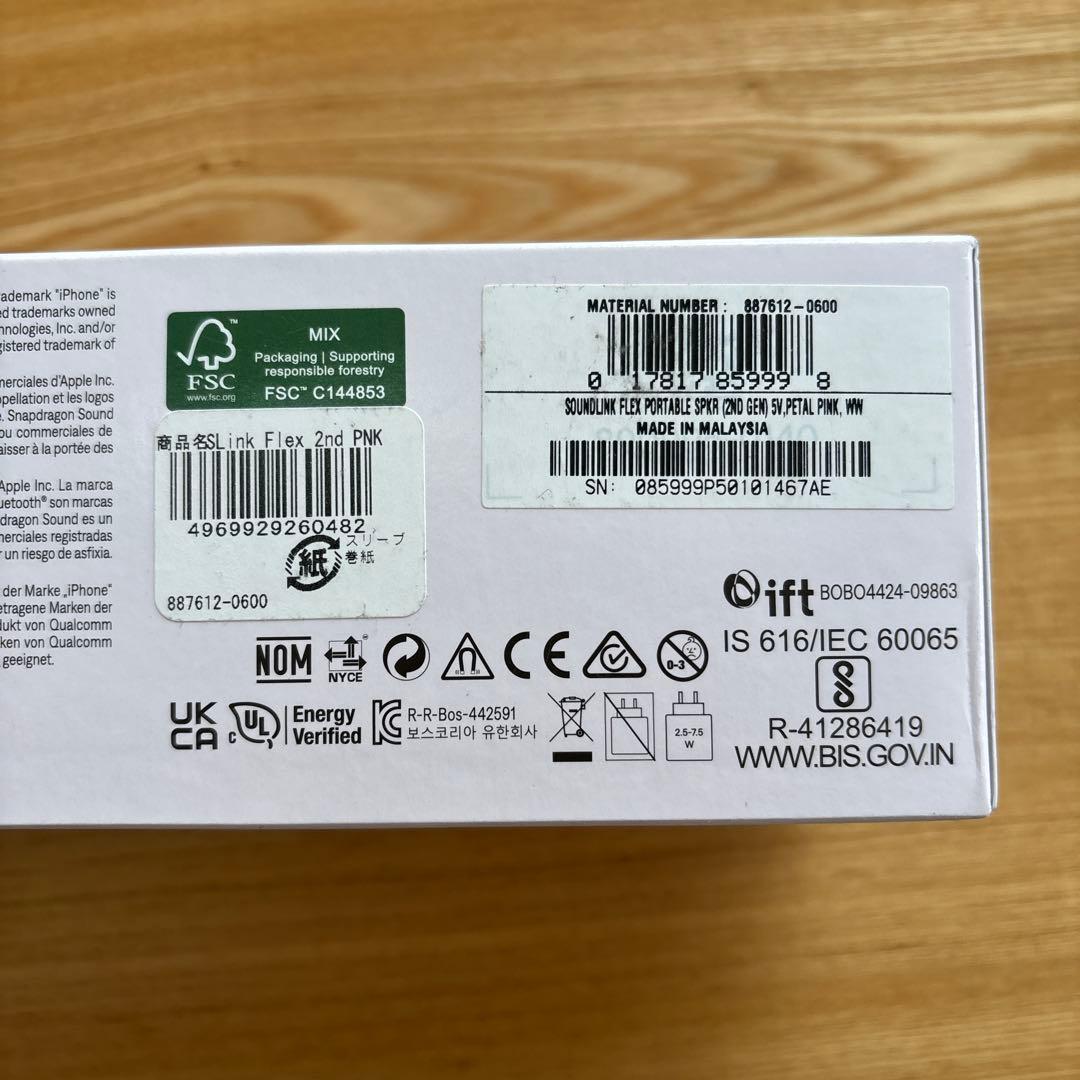 rademark "iPhone" is
ed trademarks owned
hnologies, Inc. and/or
gistered trademark of
merciales d'Apple Inc.
ppellation et les logos
e. Snapdragon Sound
ou commerciales de
aisser à la portée des
Apple Inc. La marca
uetooth® son marcas
dragon Sound es un
merciales registradas
r un riesgo de asfixia.
der Marke „iPhone“
etragene Marken der
dukt von Qualcomm
ken von Qualcomm
geeignet.
FSC
www.fsc.org
MIX
Packaging | Supporting
responsible forestry
FSC™ C144853
商品名SLink Flex 2nd PNK
4969929260482
紙
スリーブ
巻紙
887612-0600
MATERIAL NUMBER: 887612-0600
0 17817 85999 8
SOUNDLINK FLEX PORTABLE SPKR (2ND GEN) 5V,PETAL PINK, WW
MADE IN MALAYSIA
SN: 085999P50101467AE
ift BOBO4424-09863
IS 616/IEC 60065
R-41286419
WWW.BIS.GOV.IN
NOM
NYCE
CE
0-3
UK
CA
c UL
Energy
Verified
R-R-Bos-442591
보스코리아 유한회사
2.5-7.5
W